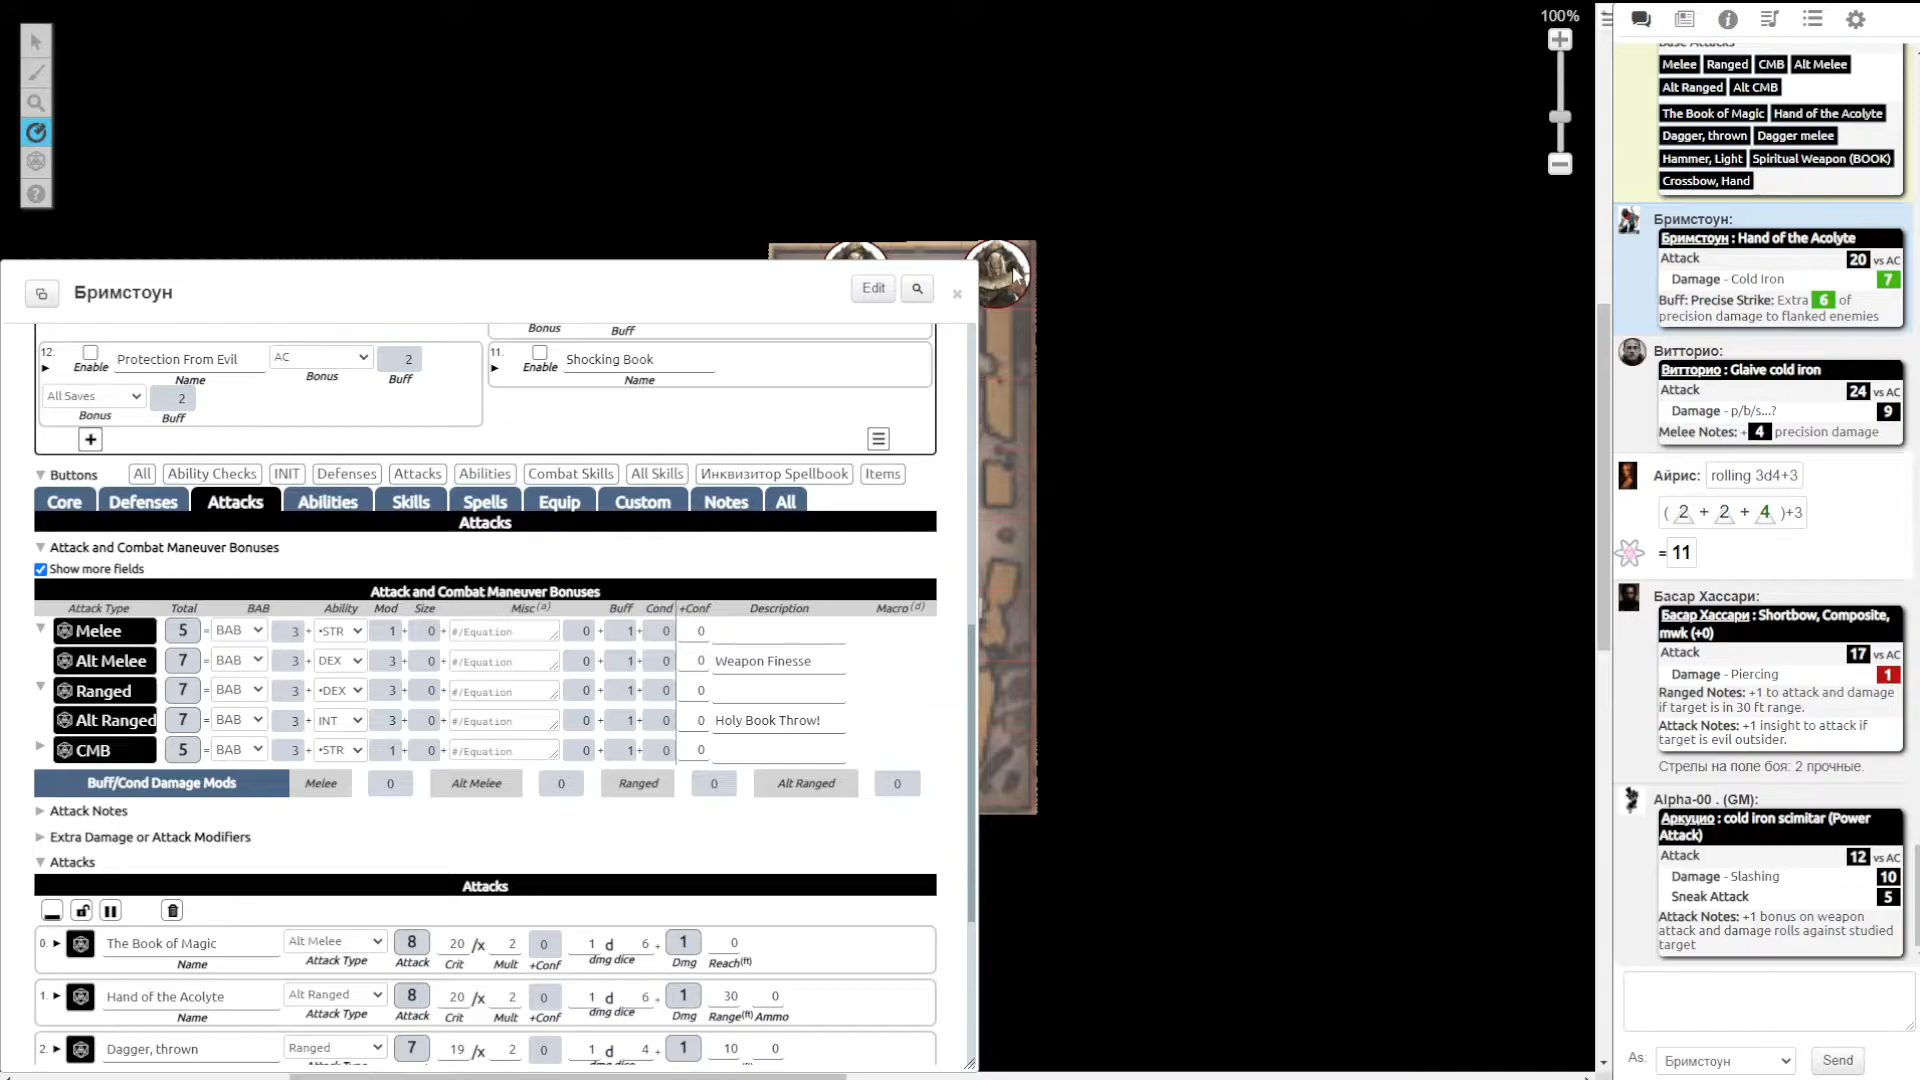 100%
Base Attacks
Melee Ranged CMB Alt Melee
Alt Ranged Alt CMB
The Book of Magic Hand of the Acolyte
Dagger, thrown Dagger melee
Hammer, Light Spiritual Weapon (BOOK)
Crossbow, Hand
Бримстоун:
Бримстоун : Hand of the Acolyte
Attack 20 vs AC
Damage - Cold Iron 7
Buff: Precise Strike: Extra 6 of
precision damage to flanked enemies
Витторио:
Витторио : Glaive cold iron
Attack 24 vs AC
Damage - p/b/s...? 9
Melee Notes: + 4 precision damage
Айрис: rolling 3d4+3
( 2 + 2 + 4 )+3
= 11
Басар Хассари:
Басар Хассари : Shortbow, Composite,
mwk (+0)
Attack 17 vs AC
Damage - Piercing 1
Ranged Notes: +1 to attack and damage
if target is in 30 ft range.
Attack Notes: +1 insight to attack if
target is evil outsider.
Стрелы на поле боя: 2 прочные.
Alpha-00 . (GM):
Аркуцио : cold iron scimitar (Power
Attack)
Attack 12 vs AC
Damage - Slashing 10
Sneak Attack 5
Attack Notes: +1 bonus on weapon
attack and damage rolls against studied
target
As: Бримстоун Send
Бримстоун Edit
Bonus Buff
12. Enable Protection From Evil Name AC Bonus 2 Buff
All Saves Bonus 2 Buff
11. Enable Shocking Book Name
+
Buttons All Ability Checks INIT Defenses Attacks Abilities Combat Skills All Skills Инквизитор Spellbook Items
Core Defenses Attacks Abilities Skills Spells Equip Custom Notes All
Attacks
Attack and Combat Maneuver Bonuses
Show more fields
Attack and Combat Maneuver Bonuses
Attack Type Total BAB Ability Mod Size Misc (a) Buff Cond +Conf Description Macro (d)
Melee 5 = BAB 3 + •STR 1 + 0 + #/Equation 0 + 1 + 0 0
Alt Melee 7 = BAB 3 + DEX 3 + 0 + #/Equation 0 + 1 + 0 0 Weapon Finesse
Ranged 7 = BAB 3 + •DEX 3 + 0 + #/Equation 0 + 1 + 0 0
Alt Ranged 7 = BAB 3 + INT 3 + 0 + #/Equation 0 + 1 + 0 0 Holy Book Throw!
CMB 5 = BAB 3 + •STR 1 + 0 + #/Equation 0 + 1 + 0 0
Buff/Cond Damage Mods Melee 0 Alt Melee 0 Ranged 0 Alt Ranged 0
Attack Notes
Extra Damage or Attack Modifiers
Attacks
Attacks
0. The Book of Magic Alt Melee 8 20 /x 2 0 1 d 6 + 1 0
Name Attack Type Attack Crit Mult +Conf dmg dice Dmg Reach(ft)
1. Hand of the Acolyte Alt Ranged 8 20 /x 2 0 1 d 6 + 1 30 0
Name Attack Type Attack Crit Mult +Conf dmg dice Dmg Range(ft) Ammo
2. Dagger, thrown Ranged 7 19 /x 2 0 1 d 4 + 1 10 0